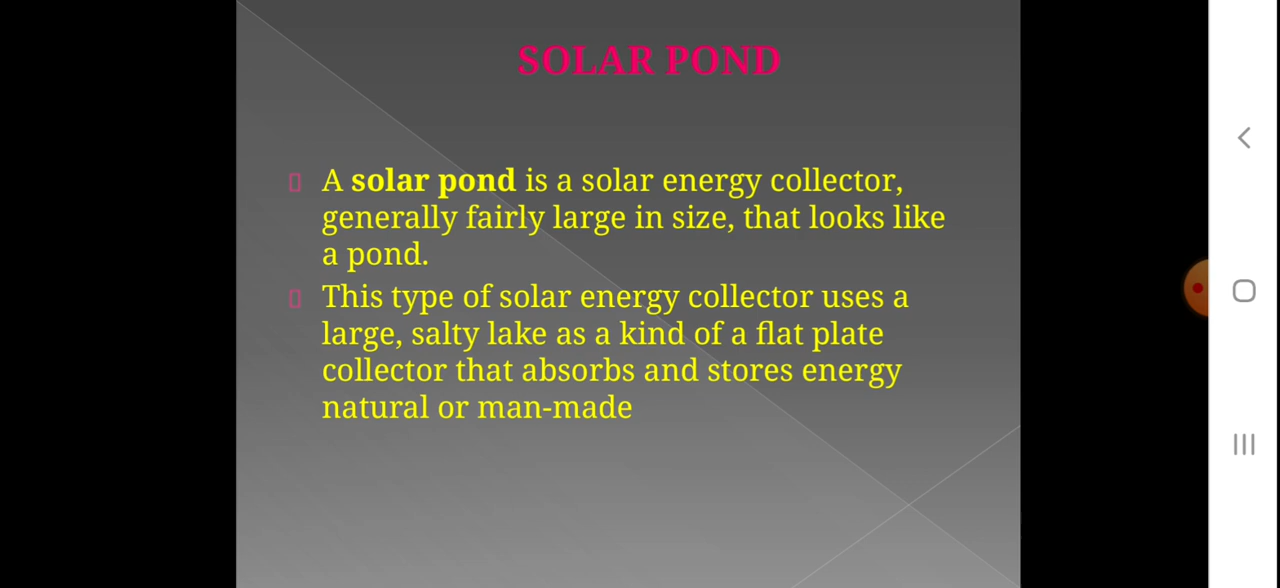 SOLAR POND
A solar pond is a solar energy collector,
generally fairly large in size, that looks like
a pond.
This type of solar energy collector uses a
large, salty lake as a kind of a flat plate
collector that absorbs and stores energy
natural or man-made